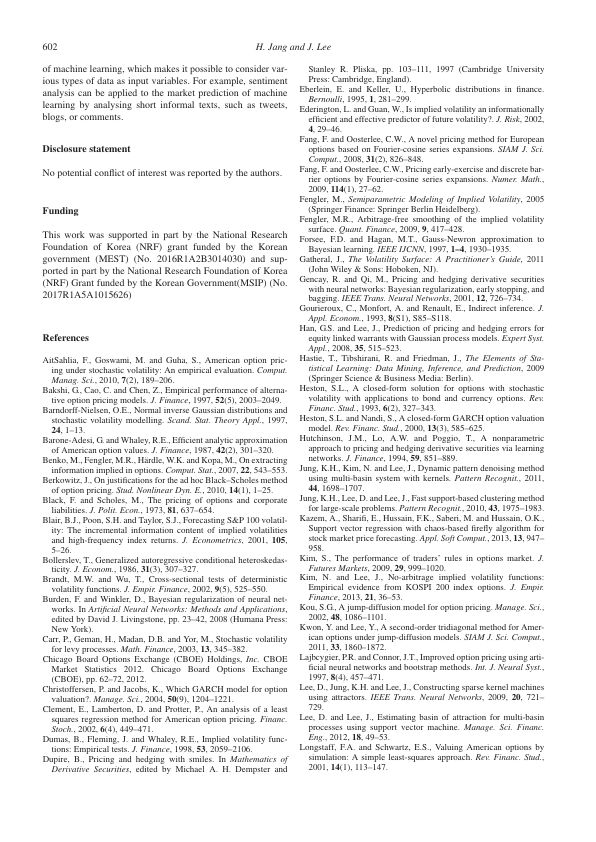 602
H. Jang and J. Lee
of machine learning, which makes it possible to consider var-
ious types of data as input variables. For example, sentiment
analysis can be applied to the market prediction of machine
learning by analysing short informal texts, such as tweets,
blogs, or comments.
Disclosure statement
No potential conflict of interest was reported by the authors.
Funding
This work was supported in part by the National Research
Foundation of Korea (NRF) grant funded by the Korean
government (MEST) (No. 2016R1A2B3014030) and sup-
ported in part by the National Research Foundation of Korea
(NRF) Grant funded by the Korean Government(MSIP) (No.
2017R1A5A1015626)
References
AitSahlia, F., Goswami, M. and Guha, S., American option pric-
ing under stochastic volatility: An empirical evaluation. Comput.
Manag. Sci., 2010, 7(2), 189–206.
Bakshi, G., Cao, C. and Chen, Z., Empirical performance of alterna-
tive option pricing models. J. Finance, 1997, 52(5), 2003–2049.
Barndorff-Nielsen, O.E., Normal inverse Gaussian distributions and
stochastic volatility modelling. Scand. Stat. Theory Appl., 1997,
24, 1–13.
Barone-Adesi, G. and Whaley, R.E., Efficient analytic approximation
of American option values. J. Finance, 1987, 42(2), 301–320.
Benko, M., Fengler, M.R., Härdle, W.K. and Kopa, M., On extracting
information implied in options. Comput. Stat., 2007, 22, 543–553.
Berkowitz, J., On justifications for the ad hoc Black–Scholes method
of option pricing. Stud. Nonlinear Dyn. E., 2010, 14(1), 1–25.
Black, F. and Scholes, M., The pricing of options and corporate
liabilities. J. Polit. Econ., 1973, 81, 637–654.
Blair, B.J., Poon, S.H. and Taylor, S.J., Forecasting S&P 100 volatil-
ity: The incremental information content of implied volatilities
and high-frequency index returns. J. Econometrics, 2001, 105,
5–26.
Bollerslev, T., Generalized autoregressive conditional heteroskedas-
ticity. J. Econom., 1986, 31(3), 307–327.
Brandt, M.W. and Wu, T., Cross-sectional tests of deterministic
volatility functions. J. Empir. Finance, 2002, 9(5), 525–550.
Burden, F. and Winkler, D., Bayesian regularization of neural net-
works. In Artificial Neural Networks: Methods and Applications,
edited by David J. Livingstone, pp. 23–42, 2008 (Humana Press:
New York).
Carr, P., Geman, H., Madan, D.B. and Yor, M., Stochastic volatility
for levy processes. Math. Finance, 2003, 13, 345–382.
Chicago Board Options Exchange (CBOE) Holdings, Inc. CBOE
Market Statistics 2012. Chicago Board Options Exchange
(CBOE), pp. 62–72, 2012.
Christoffersen, P. and Jacobs, K., Which GARCH model for option
valuation?. Manag. Sci., 2004, 50(9), 1204–1221.
Clement, E., Lamberton, D. and Protter, P., An analysis of a least
squares regression method for American option pricing. Financ.
Stoch., 2002, 6(4), 449–471.
Dumas, B., Fleming, J. and Whaley, R.E., Implied volatility func-
tions: Empirical tests. J. Finance, 1998, 53, 2059–2106.
Dupire, B., Pricing and hedging with smiles. In Mathematics of
Derivative Securities, edited by Michael A. H. Dempster and
Stanley R. Pliska, pp. 103–111, 1997 (Cambridge University
Press: Cambridge, England).
Eberlein, E. and Keller, U., Hyperbolic distributions in finance.
Bernoulli, 1995, 1, 281–299.
Ederington, L. and Guan, W., Is implied volatility an informationally
efficient and effective predictor of future volatility?. J. Risk, 2002,
4, 29–46.
Fang, F. and Oosterlee, C.W., A novel pricing method for European
options based on Fourier-cosine series expansions. SIAM J. Sci.
Comput., 2008, 31(2), 826–848.
Fang, F. and Oosterlee, C.W., Pricing early-exercise and discrete bar-
rier options by Fourier-cosine series expansions. Numer. Math.,
2009, 114(1), 27–62.
Fengler, M., Semiparametric Modeling of Implied Volatility, 2005
(Springer Finance: Springer Berlin Heidelberg).
Fengler, M.R., Arbitrage-free smoothing of the implied volatility
surface. Quant. Finance, 2009, 9, 417–428.
Forsee, F.D. and Hagan, M.T., Gauss-Newron approximation to
Bayesian learning. IEEE IJCNN, 1997, 1–4, 1930–1935.
Gatheral, J., The Volatility Surface: A Practitioner's Guide, 2011
(John Wiley & Sons: Hoboken, NJ).
Gencay, R. and Qi, M., Pricing and hedging derivative securities
with neural networks: Bayesian regularization, early stopping, and
bagging. IEEE Trans. Neural Networks, 2001, 12, 726–734.
Gourieroux, C., Monfort, A. and Renault, E., Indirect inference. J.
Appl. Econom., 1993, 8(S1), S85–S118.
Han, G.S. and Lee, J., Prediction of pricing and hedging errors for
equity linked warrants with Gaussian process models. Expert Syst.
Appl., 2008, 35, 515–523.
Hastie, T., Tibshirani, R. and Friedman, J., The Elements of Sta-
tistical Learning: Data Mining, Inference, and Prediction, 2009
(Springer Science & Business Media: Berlin).
Heston, S.L., A closed-form solution for options with stochastic
volatility with applications to bond and currency options. Rev.
Financ. Stud., 1993, 6(2), 327–343.
Heston, S.L. and Nandi, S., A closed-form GARCH option valuation
model. Rev. Financ. Stud., 2000, 13(3), 585–625.
Hutchinson, J.M., Lo, A.W. and Poggio, T., A nonparametric
approach to pricing and hedging derivative securities via learning
networks. J. Finance, 1994, 59, 851–889.
Jung, K.H., Kim, N. and Lee, J., Dynamic pattern denoising method
using multi-basin system with kernels. Pattern Recognit., 2011,
44, 1698–1707.
Jung, K.H., Lee, D. and Lee, J., Fast support-based clustering method
for large-scale problems. Pattern Recognit., 2010, 43, 1975–1983.
Kazem, A., Sharifi, E., Hussain, F.K., Saberi, M. and Hussain, O.K.,
Support vector regression with chaos-based firefly algorithm for
stock market price forecasting. Appl. Soft Comput., 2013, 13, 947–
958.
Kim, S., The performance of traders' rules in options market. J.
Futures Markets, 2009, 29, 999–1020.
Kim, N. and Lee, J., No-arbitrage implied volatility functions:
Empirical evidence from KOSPI 200 index options. J. Empir.
Finance, 2013, 21, 36–53.
Kou, S.G., A jump-diffusion model for option pricing. Manage. Sci.,
2002, 48, 1086–1101.
Kwon, Y. and Lee, Y., A second-order tridiagonal method for Amer-
ican options under jump-diffusion models. SIAM J. Sci. Comput.,
2011, 33, 1860–1872.
Lajbcygier, P.R. and Connor, J.T., Improved option pricing using arti-
ficial neural networks and bootstrap methods. Int. J. Neural Syst.,
1997, 8(4), 457–471.
Lee, D., Jung, K.H. and Lee, J., Constructing sparse kernel machines
using attractors. IEEE Trans. Neural Networks, 2009, 20, 721–
729.
Lee, D. and Lee, J., Estimating basin of attraction for multi-basin
processes using support vector machine. Manage. Sci. Financ.
Eng., 2012, 18, 49–53.
Longstaff, F.A. and Schwartz, E.S., Valuing American options by
simulation: A simple least-squares approach. Rev. Financ. Stud.,
2001, 14(1), 113–147.